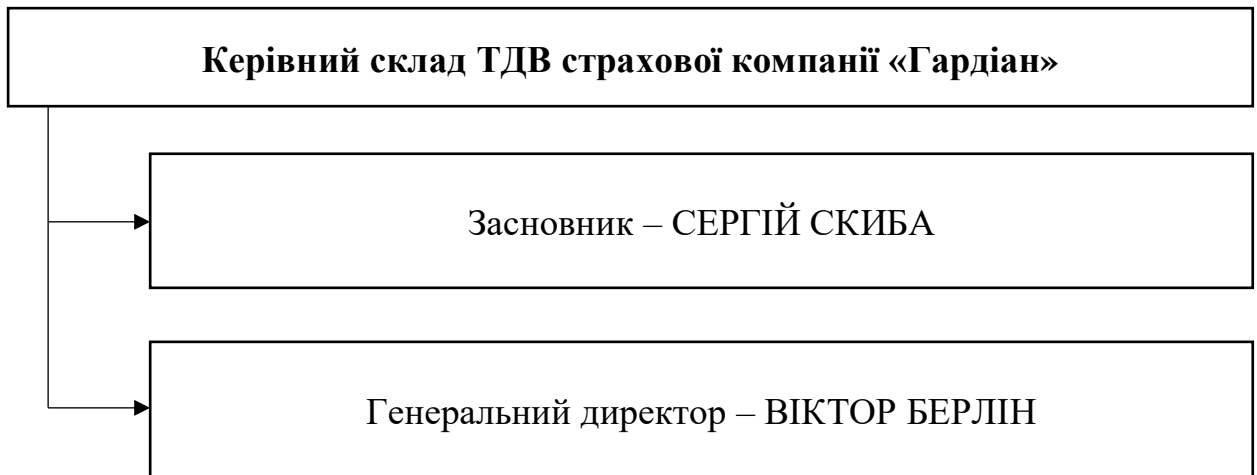 Керівний склад ТДВ страхової компанії «Гардіан»
Засновник – СЕРГІЙ СКИБА
Генеральний директор – ВІКТОР БЕРЛІН